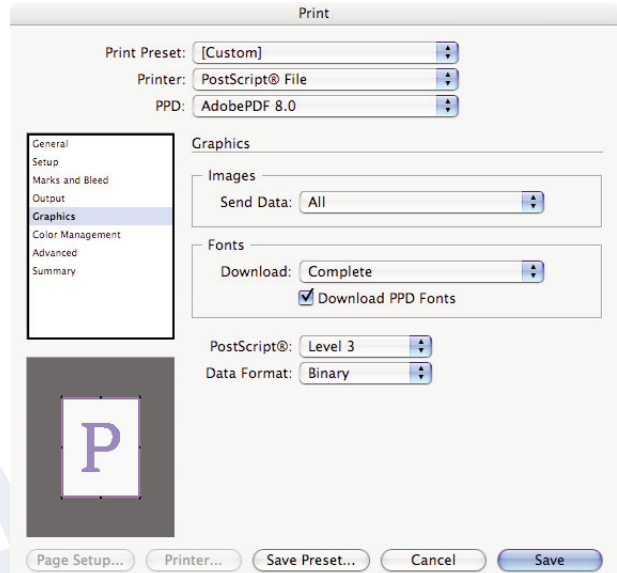 Print
Print Preset: [Custom]
Printer: PostScript® File
PPD: AdobePDF 8.0
General
Setup
Marks and Bleed
Output
Graphics
Color Management
Advanced
Summary
Graphics
Images
Send Data: All
Fonts
Download: Complete
Download PPD Fonts
PostScript®: Level 3
Data Format: Binary
P
Page Setup... Printer... Save Preset... Cancel Save